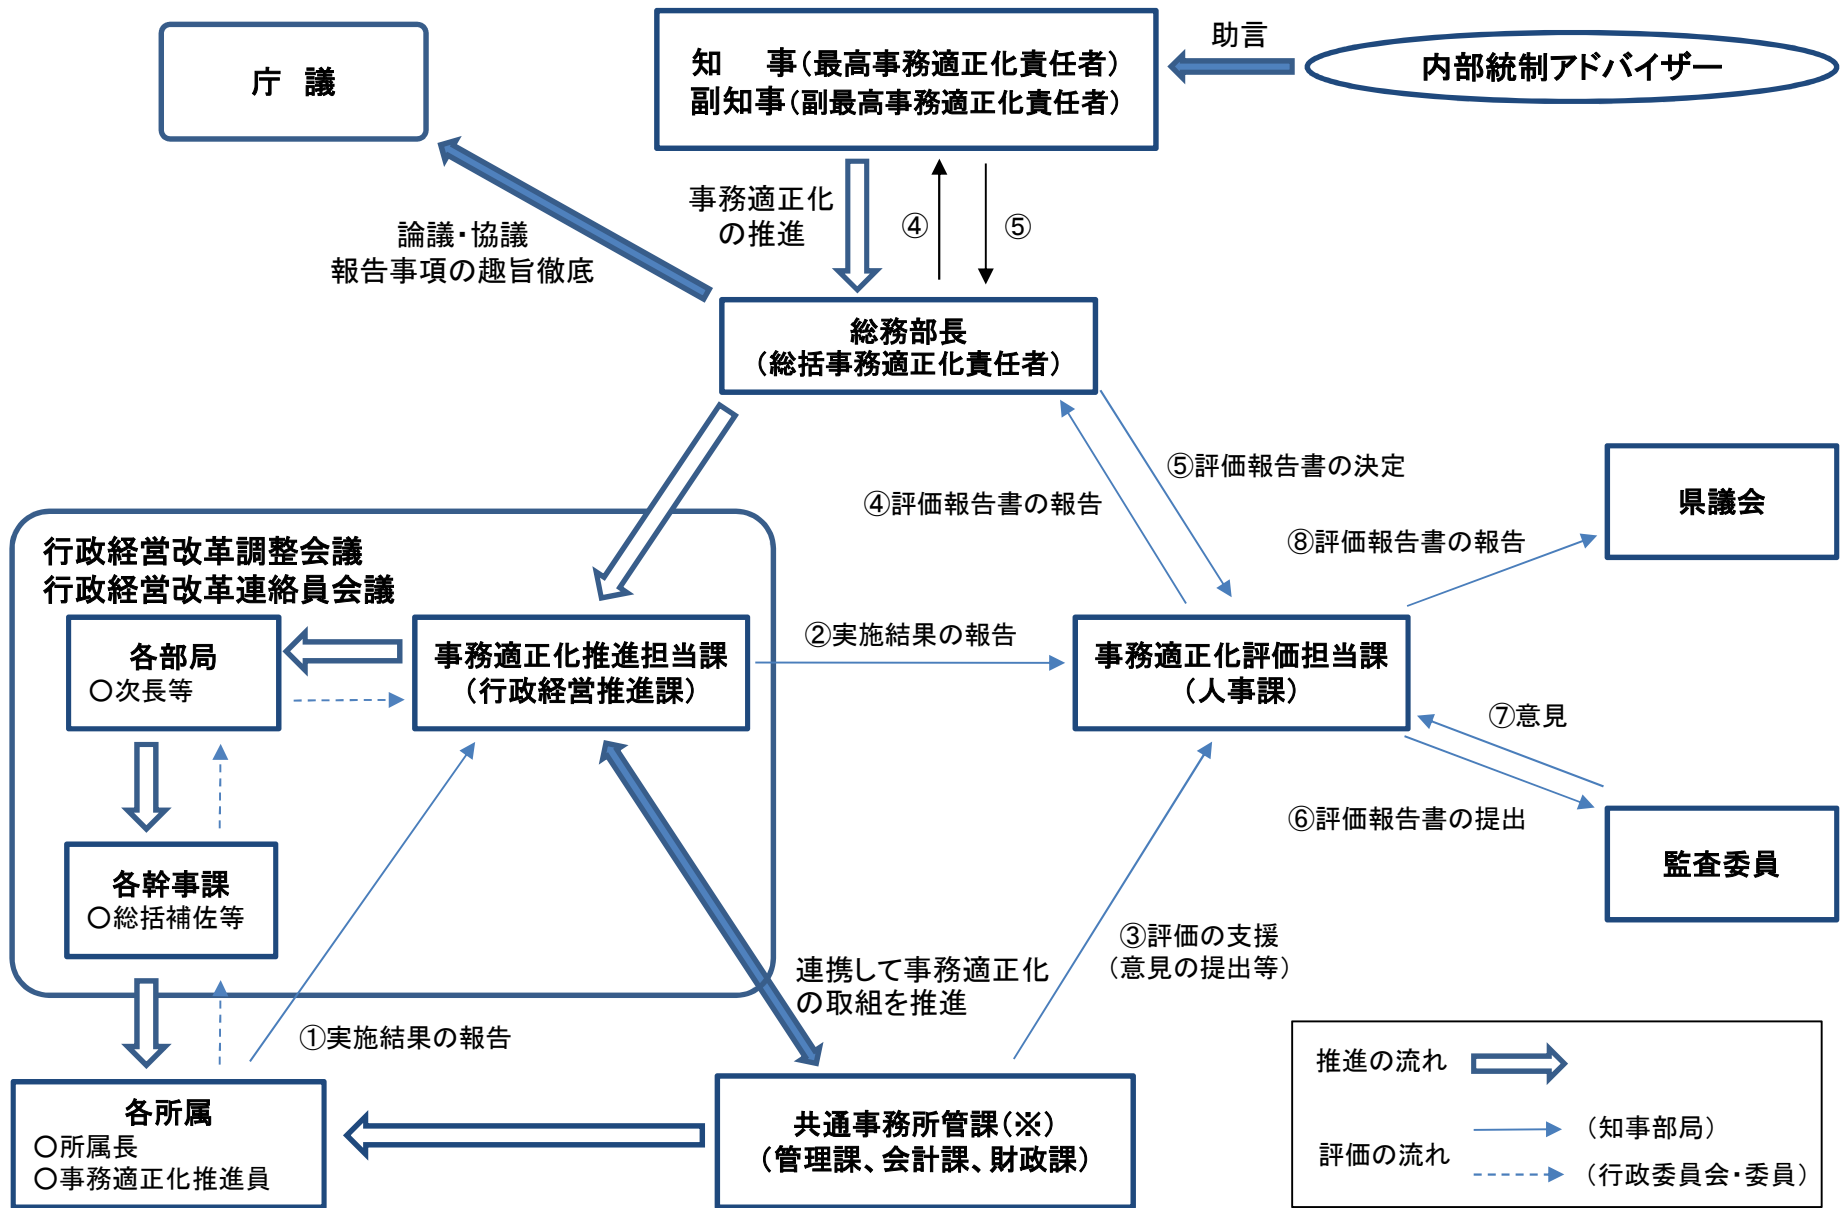 庁 議
知 事(最高事務適正化責任者)
副知事(副最高事務適正化責任者)
助言
内部統制アドバイザー
事務適正化
の推進
④
⑤
論議・協議
報告事項の趣旨徹底
総務部長
(総括事務適正化責任者)
⑤評価報告書の決定
④評価報告書の報告
県議会
⑧評価報告書の報告
行政経営改革調整会議
行政経営改革連絡員会議
各部局
○次長等
事務適正化推進担当課
(行政経営推進課)
②実施結果の報告
事務適正化評価担当課
(人事課)
⑦意見
⑥評価報告書の提出
監査委員
各幹事課
○総括補佐等
③評価の支援
(意見の提出等)
連携して事務適正化
の取組を推進
①実施結果の報告
各所属
○所属長
○事務適正化推進員
共通事務所管課(※)
(管理課、会計課、財政課)
推進の流れ
評価の流れ
(知事部局)
(行政委員会・委員)